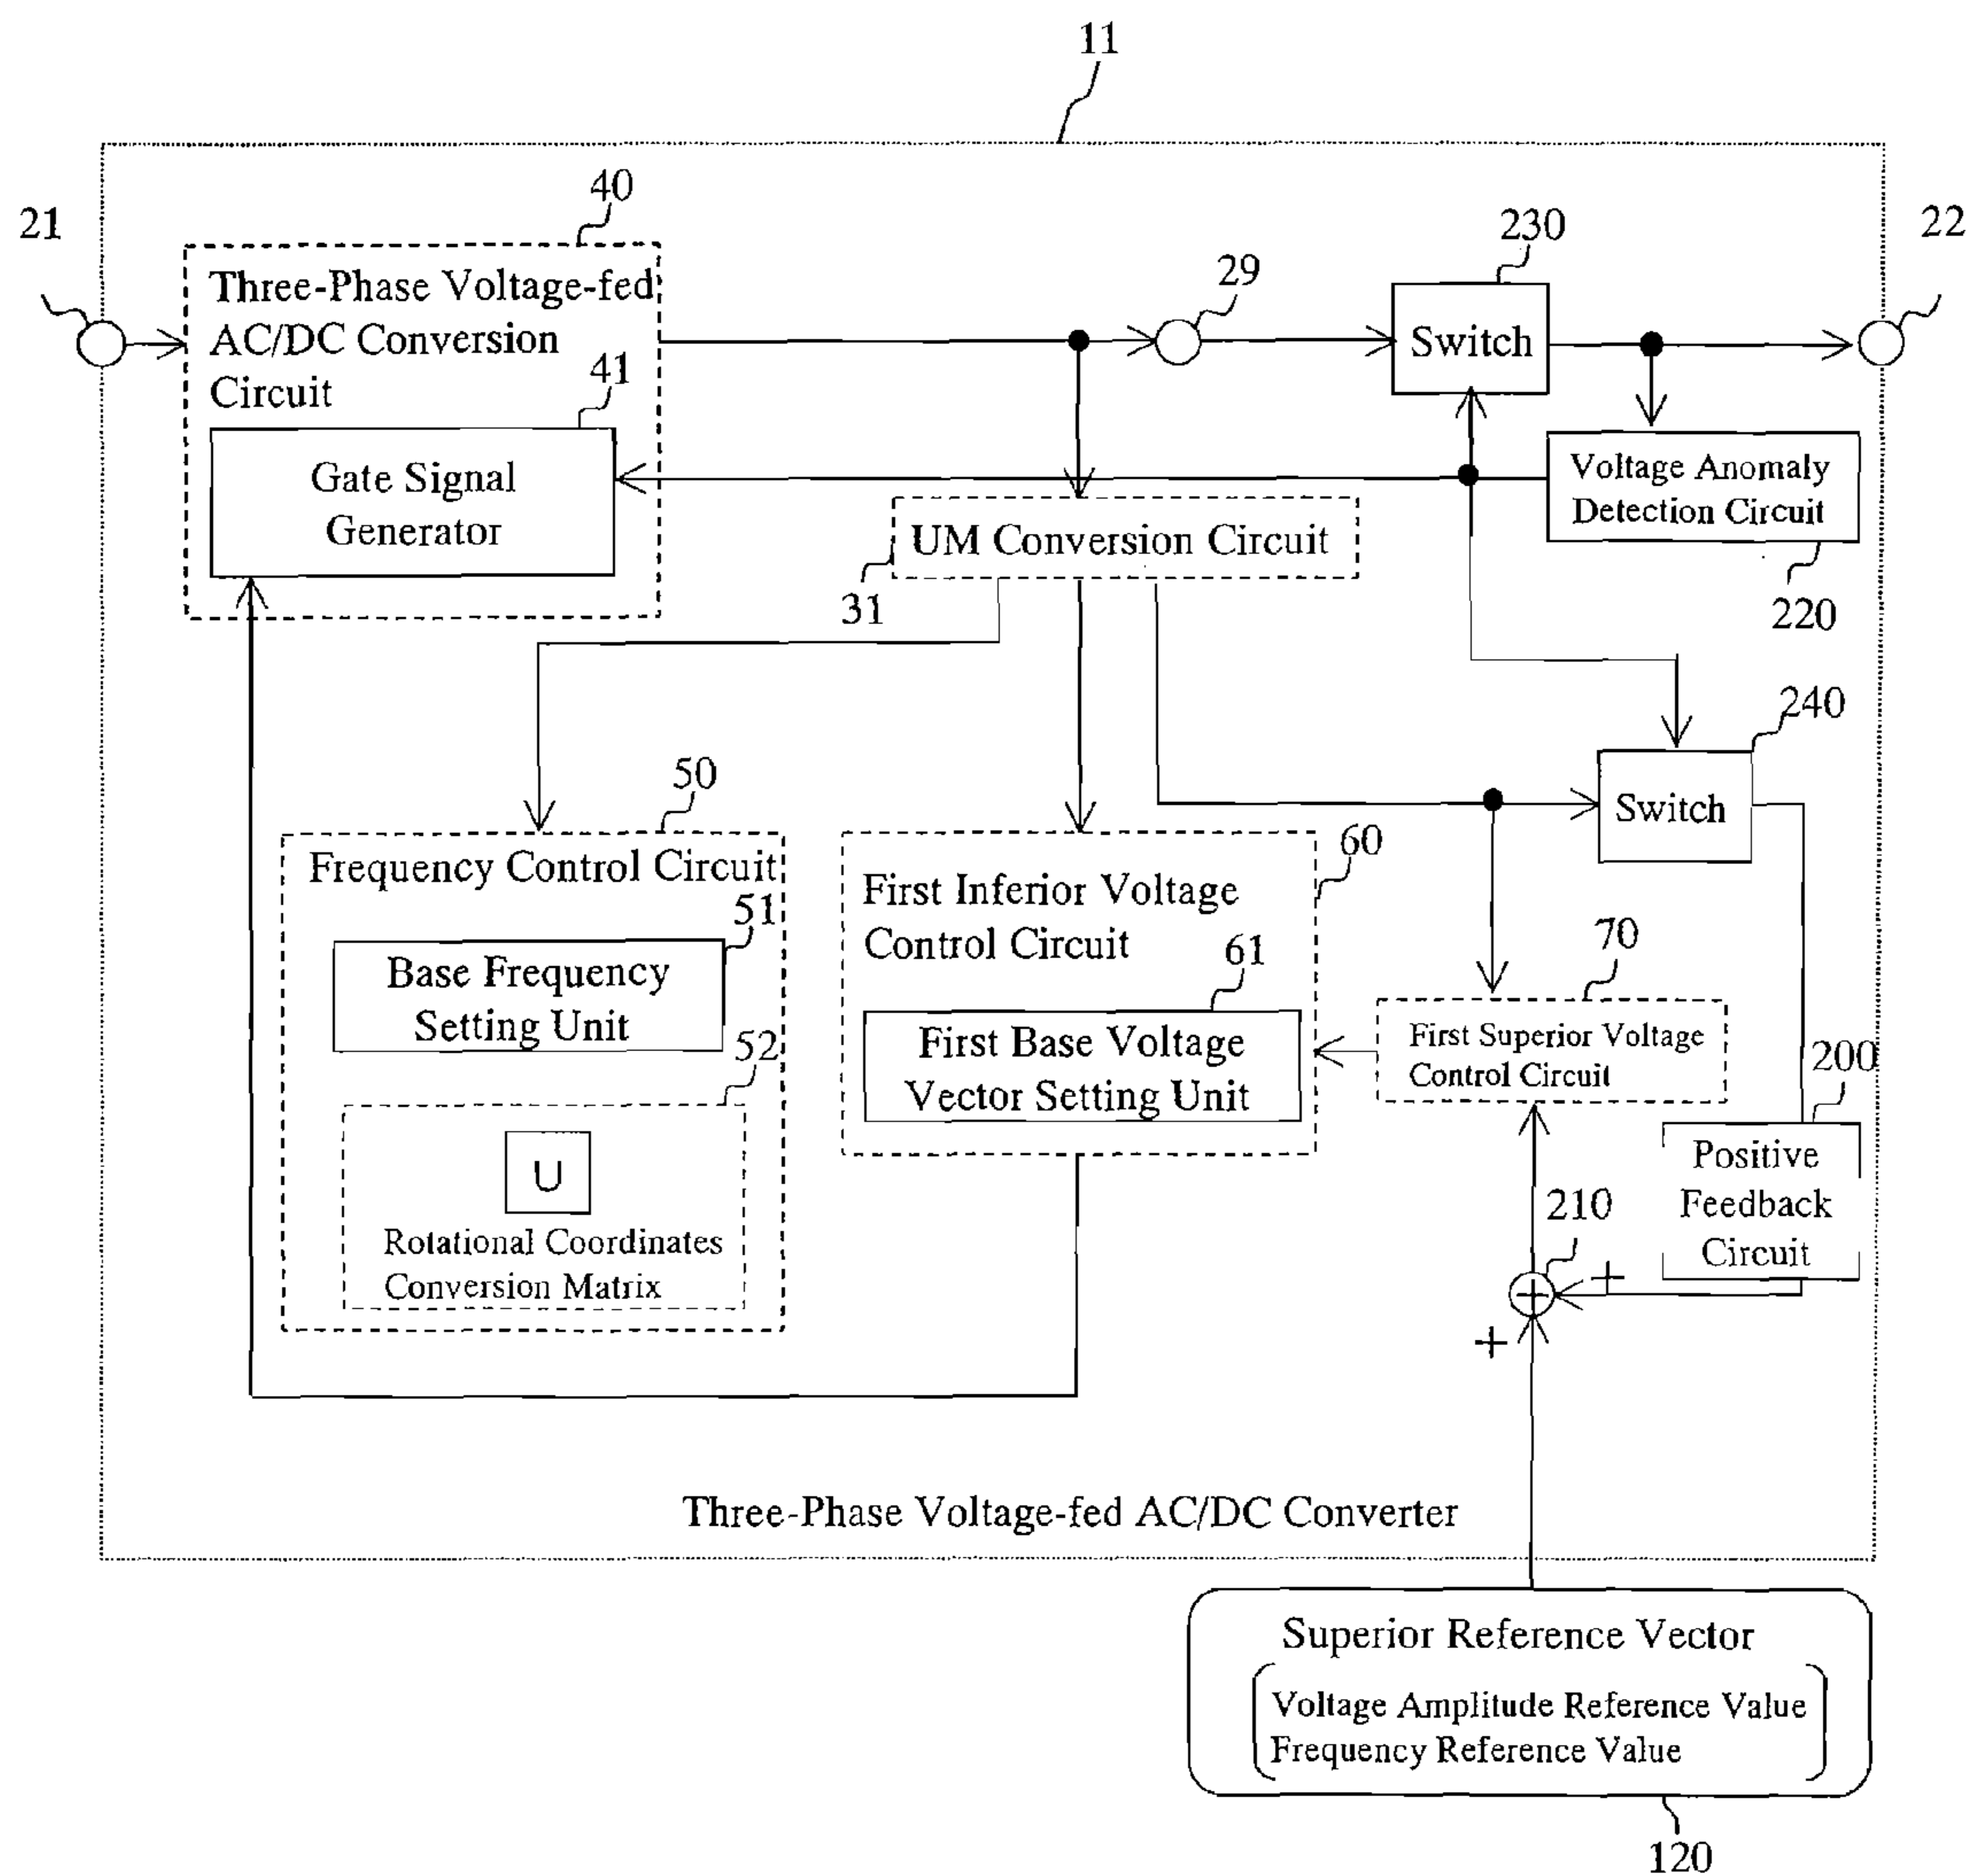 11
21
40
Three-Phase Voltage-fed
AC/DC Conversion
Circuit
41
Gate Signal
Generator
29
230
Switch
22
Voltage Anomaly
Detection Circuit
220
UM Conversion Circuit
31
240
Switch
50
Frequency Control Circuit
51
Base Frequency
Setting Unit
52
U
Rotational Coordinates
Conversion Matrix
60
First Inferior Voltage
Control Circuit
61
First Base Voltage
Vector Setting Unit
70
First Superior Voltage
Control Circuit
200
Positive
Feedback
Circuit
210
+
+
+
Three-Phase Voltage-fed AC/DC Converter
Superior Reference Vector
Voltage Amplitude Reference Value
Frequency Reference Value
120